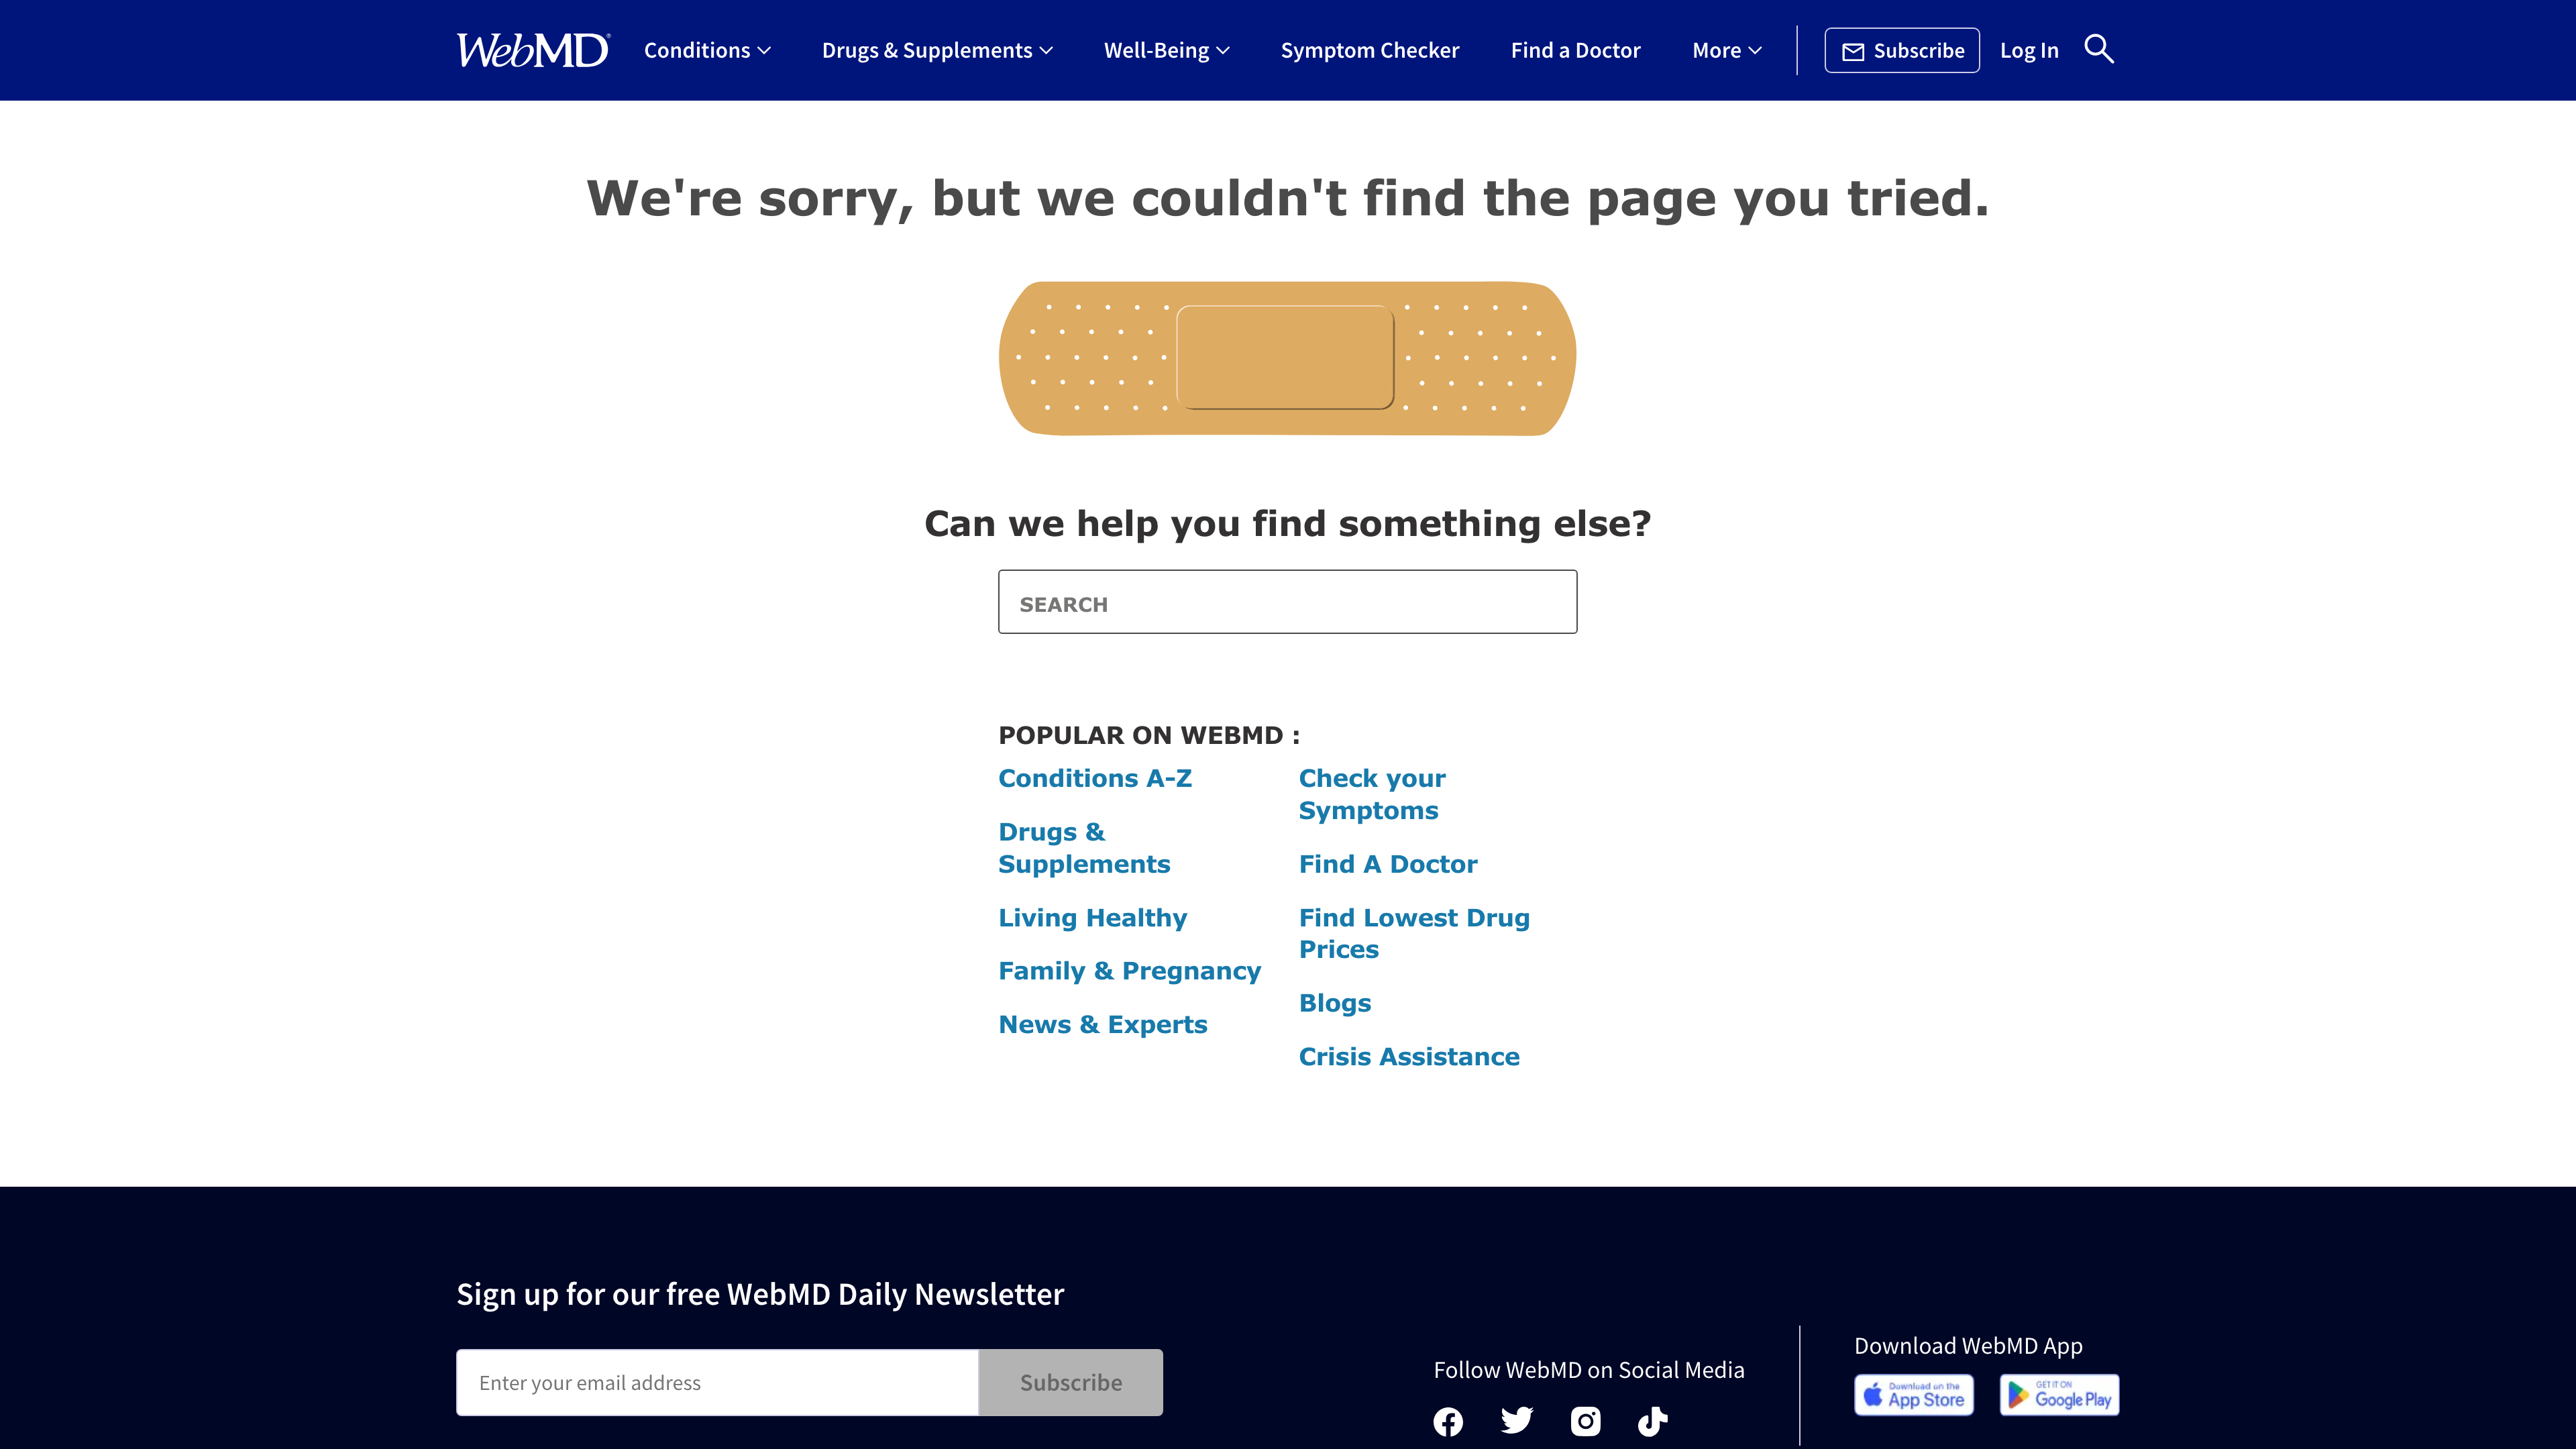 WebMD Conditions Drugs & Supplements Well-Being Symptom Checker Find a Doctor More Subscribe Log In
We're sorry, but we couldn't find the page you tried.
Can we help you find something else?
SEARCH
POPULAR ON WEBMD :
Conditions A-Z
Drugs &
Supplements
Living Healthy
Family & Pregnancy
News & Experts
Check your
Symptoms
Find A Doctor
Find Lowest Drug
Prices
Blogs
Crisis Assistance
Sign up for our free WebMD Daily Newsletter
Enter your email address Subscribe
Follow WebMD on Social Media
Download WebMD App
Download on the
App Store
GET IT ON
Google Play